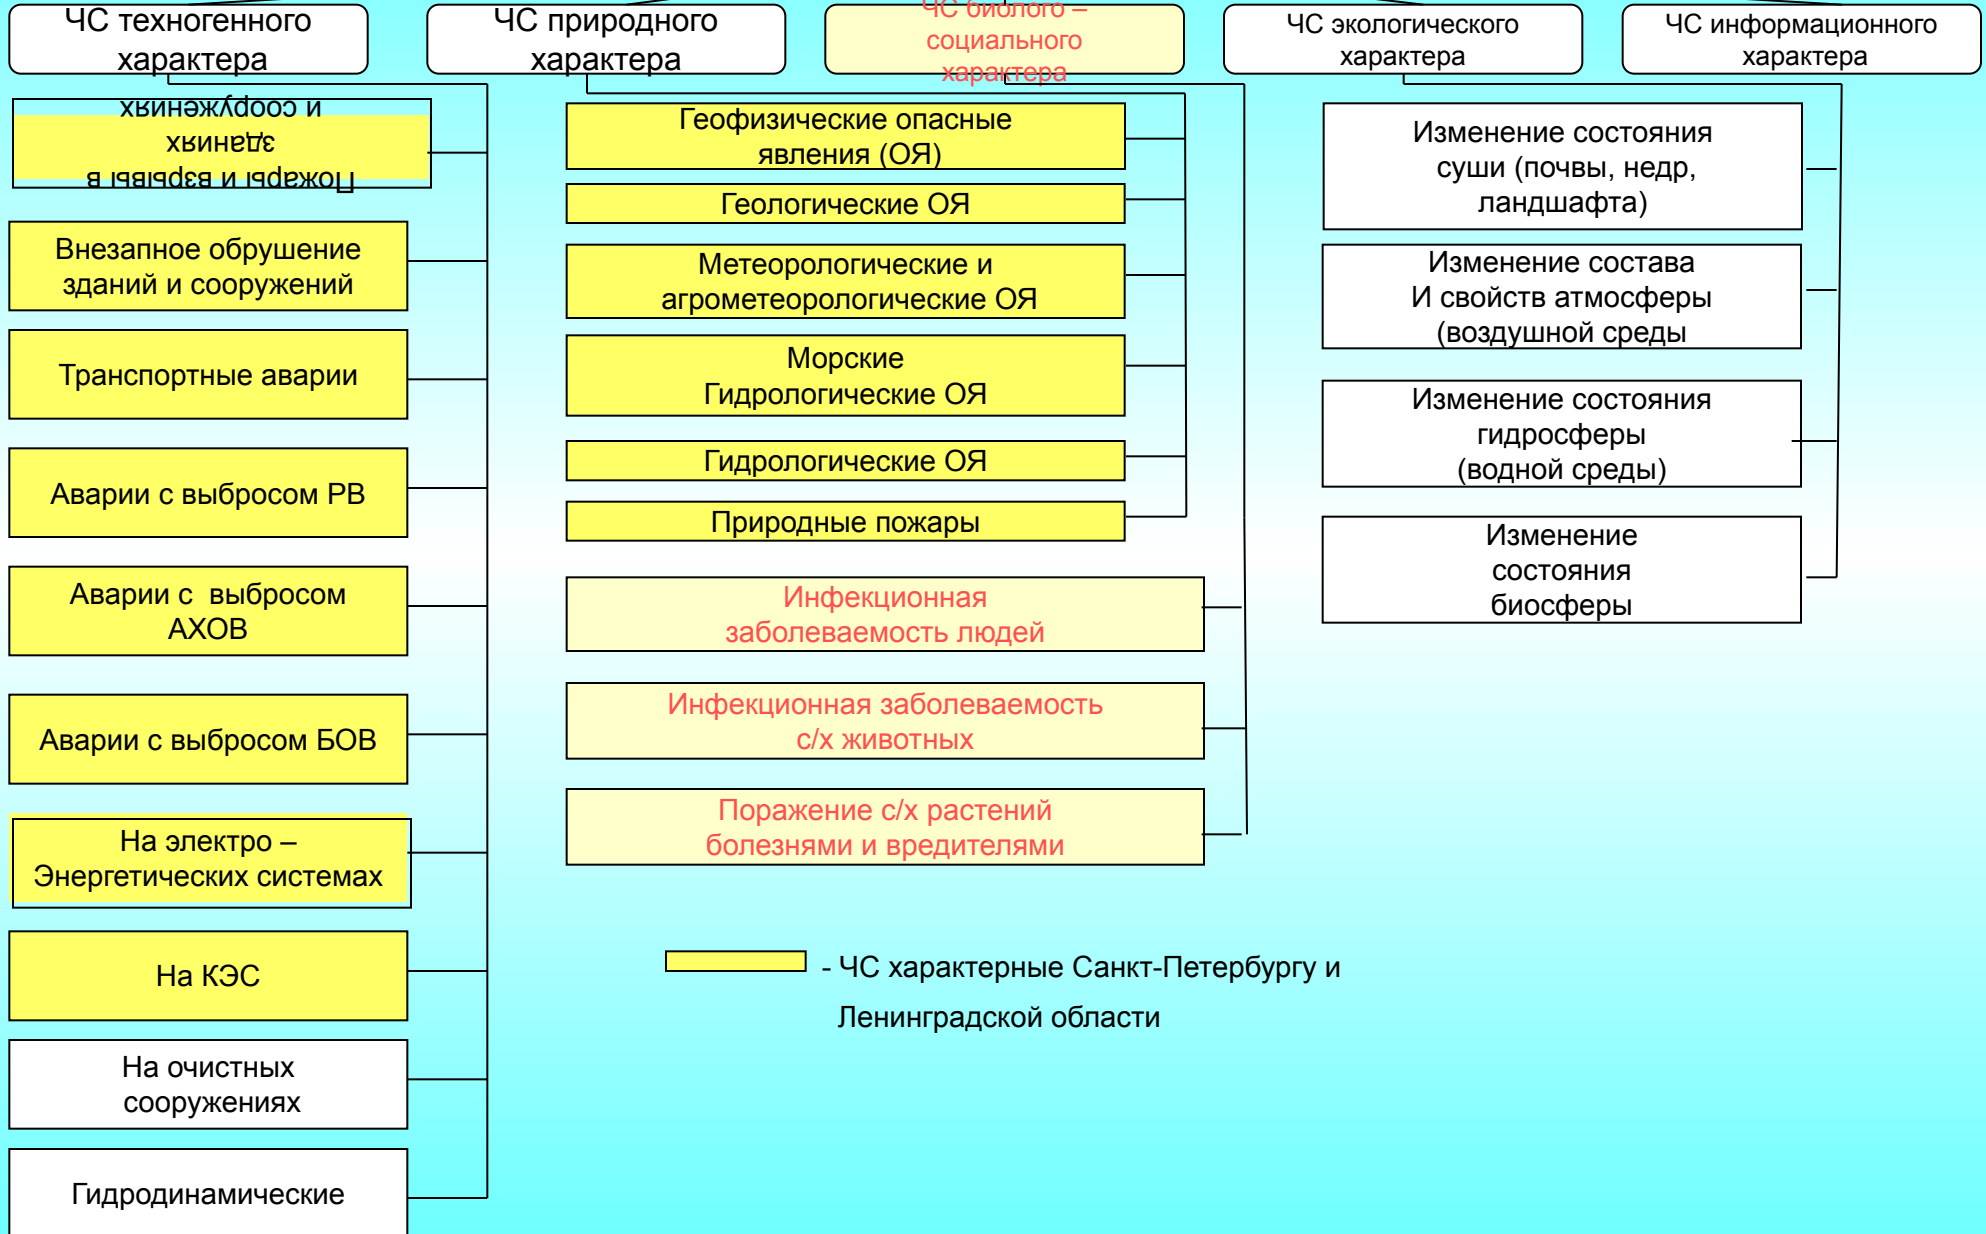 ЧС техногенного
характера
ЧС природного
характера
ЧС биолого –
социального
характера
ЧС экологического
характера
ЧС информационного
характера
Пожары и взрывы в
зданиях
и сооружениях
Внезапное обрушение
зданий и сооружений
Транспортные аварии
Аварии с выбросом РВ
Аварии с выбросом
АХОВ
Аварии с выбросом БОВ
На электро –
Энергетических системах
На КЭС
На очистных
сооружениях
Гидродинамические
Геофизические опасные
явления (ОЯ)
Геологические ОЯ
Метеорологические и
агрометеорологические ОЯ
Морские
Гидрологические ОЯ
Гидрологические ОЯ
Природные пожары
Инфекционная
заболеваемость людей
Инфекционная заболеваемость
с/х животных
Поражение с/х растений
болезнями и вредителями
Изменение состояния
суши (почвы, недр,
ландшафта)
Изменение состава
И свойств атмосферы
(воздушной среды
Изменение состояния
гидросферы
(водной среды)
Изменение
состояния
биосферы
- ЧС характерные Санкт-Петербургу и
Ленинградской области